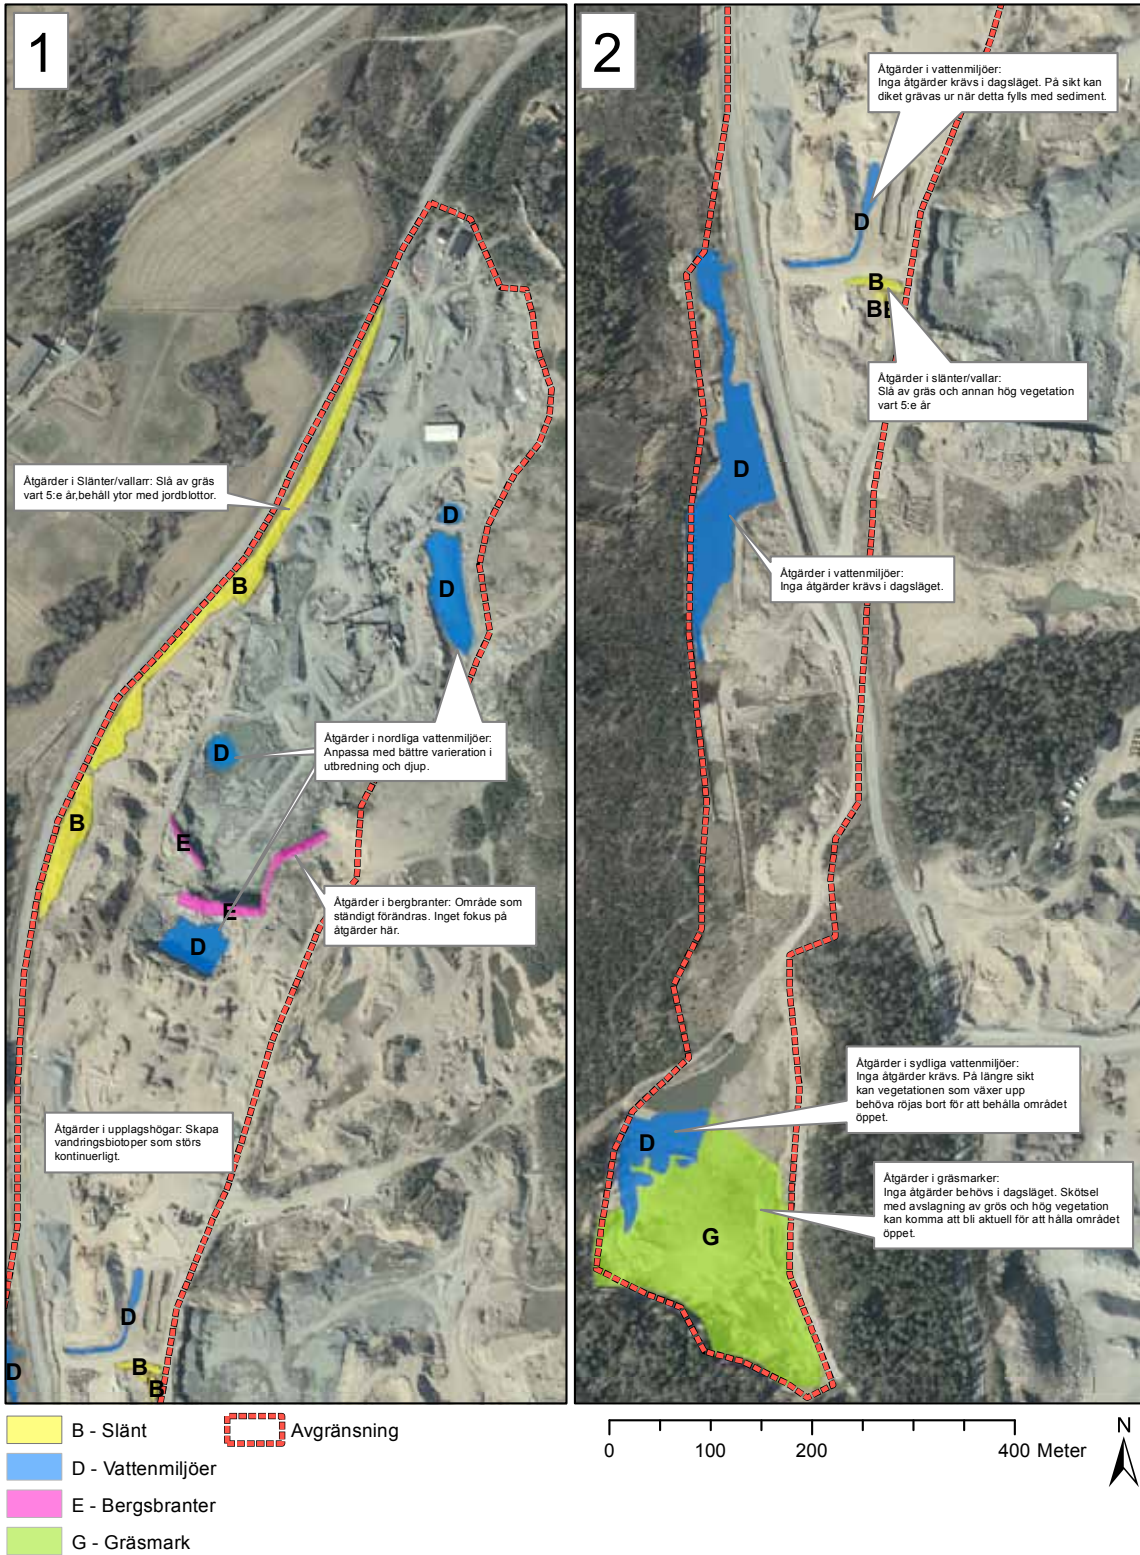 1
Åtgärder i Slänter/vallarr: Slå av gräs
vart 5:e år,behåll ytor med jordblottor.
B
D
D
Åtgärder i nordliga vattenmiljöer:
Anpassa med bättre varieration i
utbredning och djup.
D
B
E
E
Åtgärder i bergbranter: Område som
ständigt förändras. Inget fokus på
åtgärder här.
D
Åtgärder i upplagshögar: Skapa
vandringsbiotoper som störs
kontinuerligt.
D
D
B
B
2
Åtgärder i vattenmiljöer:
Inga åtgärder krävs i dagsläget. På sikt kan
diket grävas ur när detta fylls med sediment.
D
B
B
Åtgärder i slänter/vallar:
Slå av gräs och annan hög vegetation
vart 5:e år
D
Åtgärder i vattenmiljöer:
Inga åtgärder krävs i dagsläget.
Åtgärder i sydliga vattenmiljöer:
Inga åtgärder krävs. På längre sikt
kan vegetationen som växer upp
behöva röjas bort för att behålla området
öppet.
D
Åtgärder i gräsmarker:
Inga åtgärder behövs i dagsläget. Skötsel
med avslagning av grös och hög vegetation
kan komma att bli aktuell för att hålla området
öppet.
G
B - Slänt
Avgränsning
D - Vattenmiljöer
E - Bergsbranter
G - Gräsmark
0 100 200 400 Meter
N